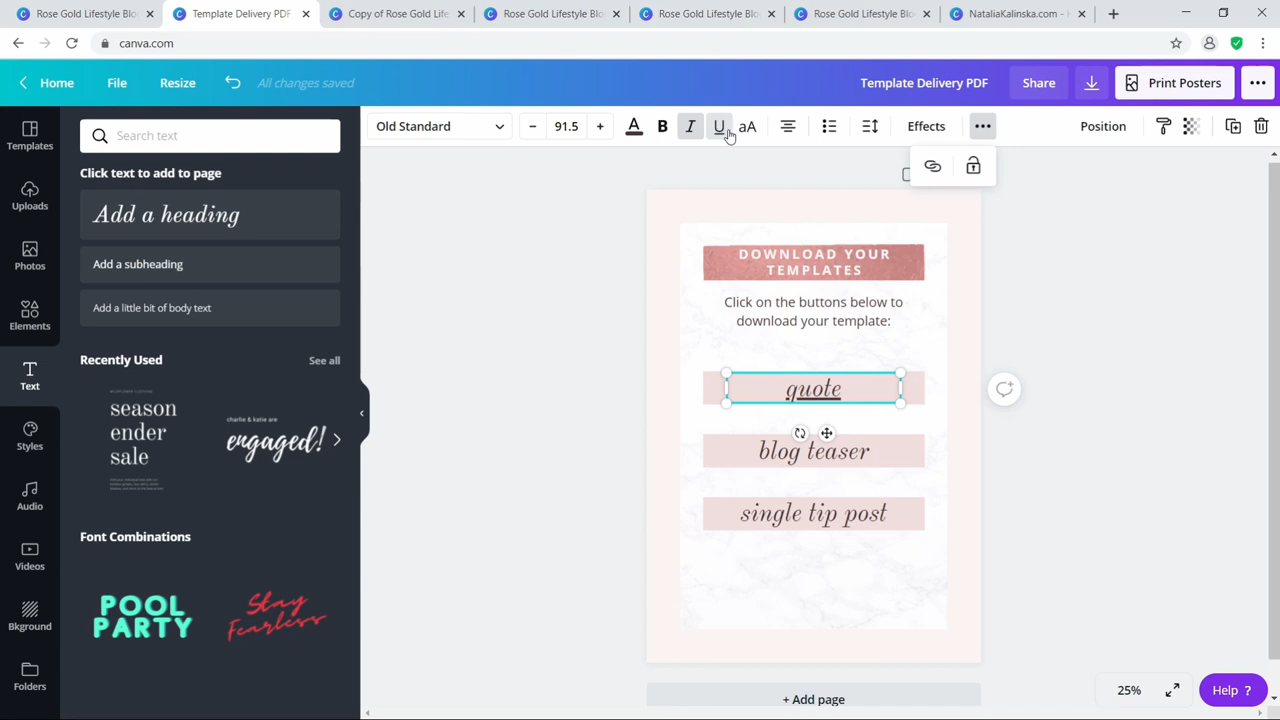 Rose Gold Lifestyle Blo
Template Delivery PDF
Copy of Rose Gold Life
Rose Gold Lifestyle Blo
Rose Gold Lifestyle Blo
Rose Gold Lifestyle Blo
NataliaKalinska.com -
canva.com
Home
File
Resize
All changes saved
Template Delivery PDF
Share
Print Posters
Old Standard
91.5
A
B
I
U
aA
Effects
Position
Templates
Uploads
Photos
Elements
Text
Styles
Audio
Videos
Bkground
Folders
Search text
Click text to add to page
Add a heading
Add a subheading
Add a little bit of body text
Recently Used
See all
season
ender
sale
charlie & katie are
engaged!
Font Combinations
POOL
PARTY
Stay
Fearless
DOWNLOAD YOUR
TEMPLATES
Click on the buttons below to
download your template:
quote
blog teaser
single tip post
+ Add page
25%
Help ?